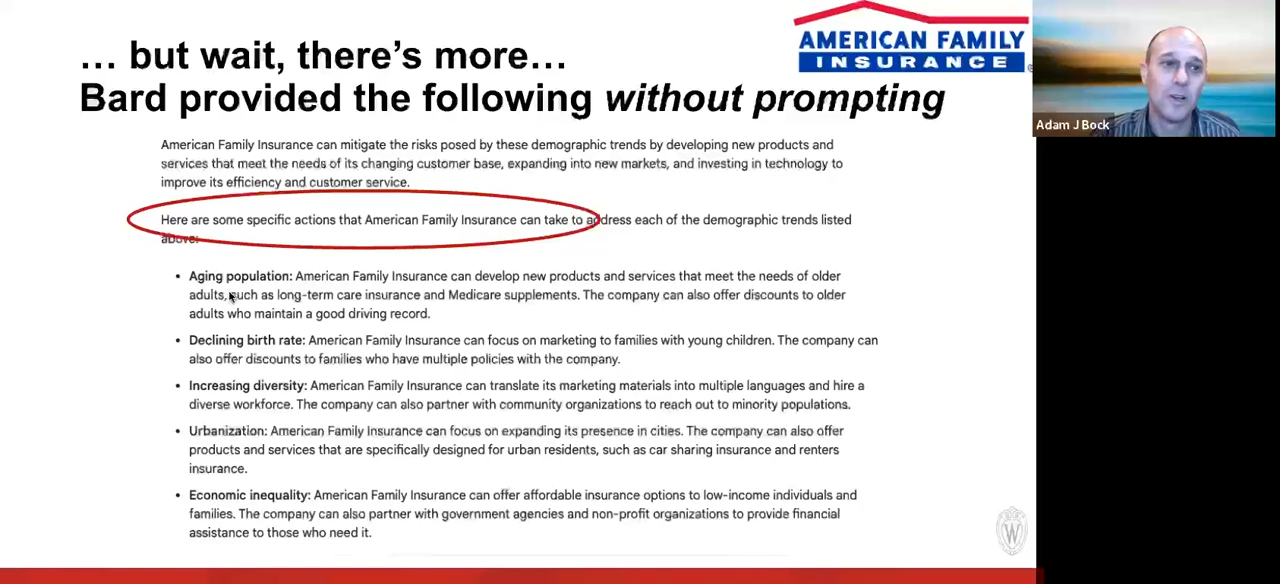 … but wait, there’s more…
Bard provided the following without prompting
AMERICAN FAMILY
INSURANCE
®
Adam J Bock
American Family Insurance can mitigate the risks posed by these demographic trends by developing new products and
services that meet the needs of its changing customer base, expanding into new markets, and investing in technology to
improve its efficiency and customer service.
Here are some specific actions that American Family Insurance can take to address each of the demographic trends listed
above:
• Aging population: American Family Insurance can develop new products and services that meet the needs of older
adults, such as long-term care insurance and Medicare supplements. The company can also offer discounts to older
adults who maintain a good driving record.
• Declining birth rate: American Family Insurance can focus on marketing to families with young children. The company can
also offer discounts to families who have multiple policies with the company.
• Increasing diversity: American Family Insurance can translate its marketing materials into multiple languages and hire a
diverse workforce. The company can also partner with community organizations to reach out to minority populations.
• Urbanization: American Family Insurance can focus on expanding its presence in cities. The company can also offer
products and services that are specifically designed for urban residents, such as car sharing insurance and renters
insurance.
• Economic inequality: American Family Insurance can offer affordable insurance options to low-income individuals and
families. The company can also partner with government agencies and non-profit organizations to provide financial
assistance to those who need it.
W